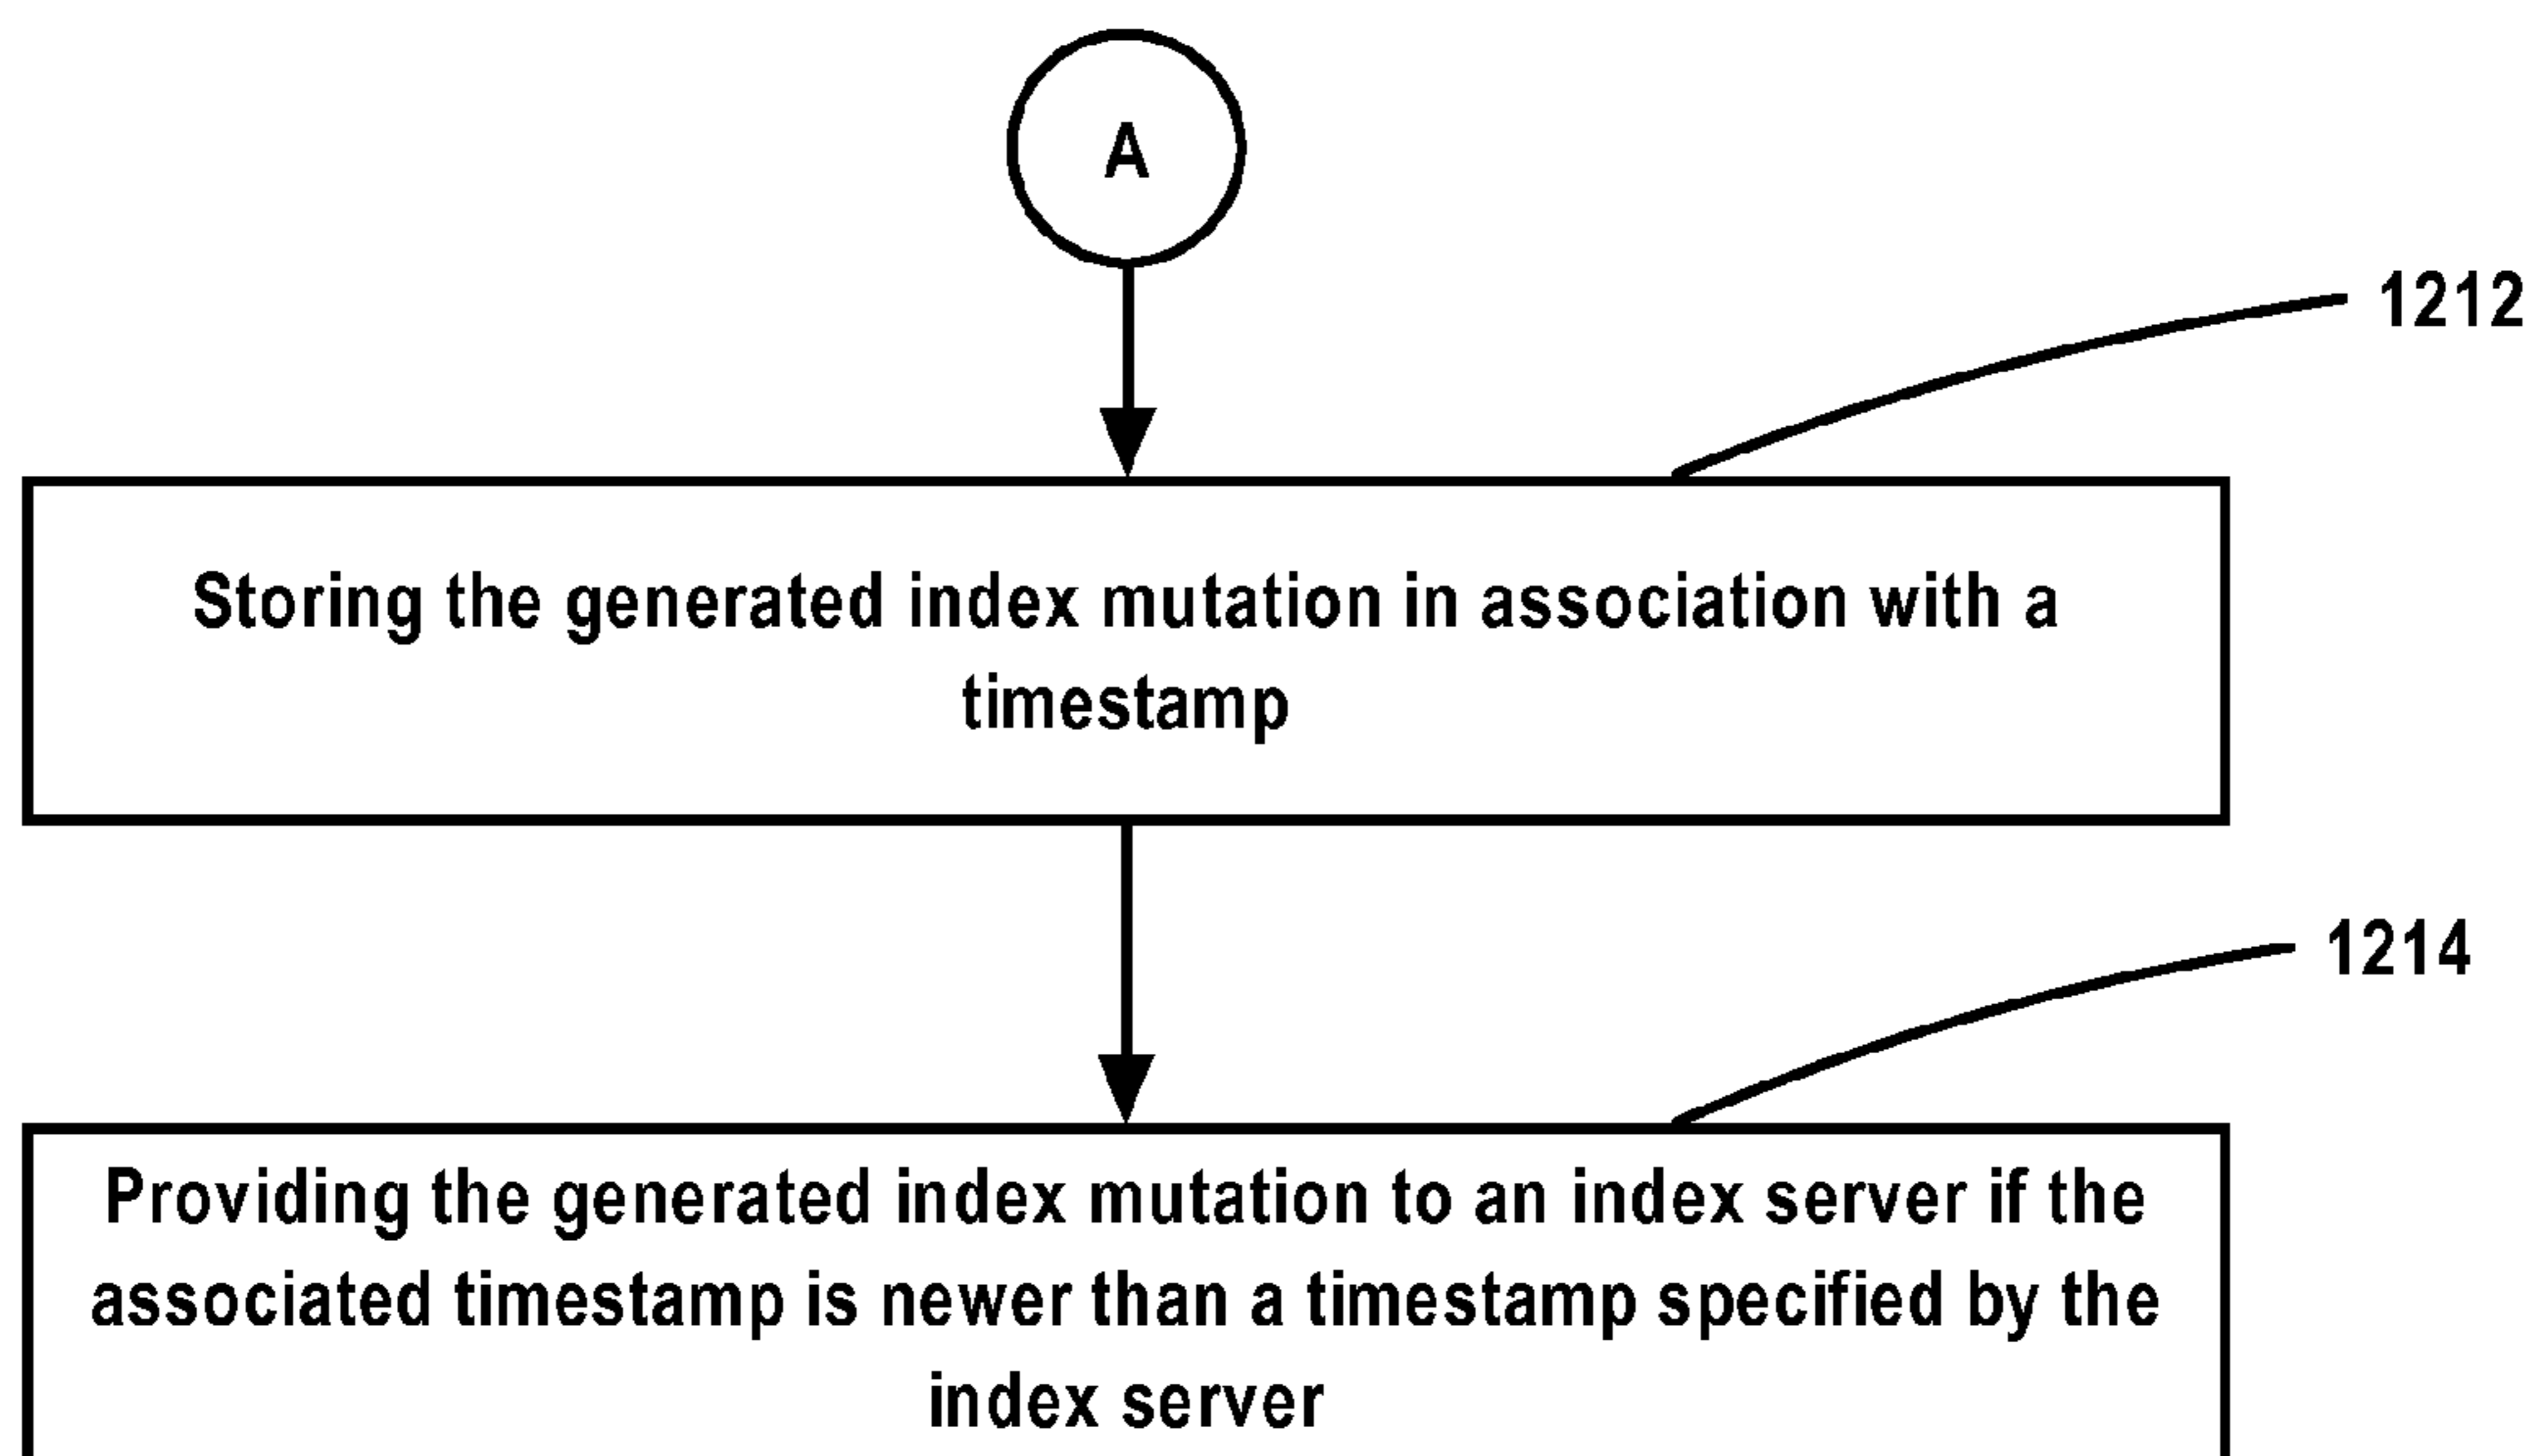 A
1212
Storing the generated index mutation in association with a
timestamp
1214
Providing the generated index mutation to an index server if the
associated timestamp is newer than a timestamp specified by the
index server